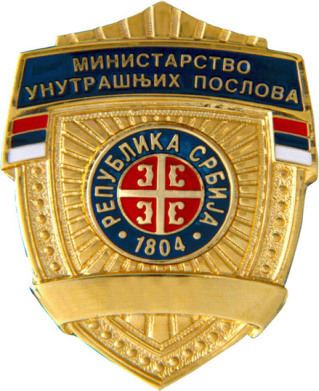 МИНИСТАРСТВО
УНУТРАШЊИХ ПОСЛОВА
РЕПУБЛИКА СРБИЈА
• 1804 •